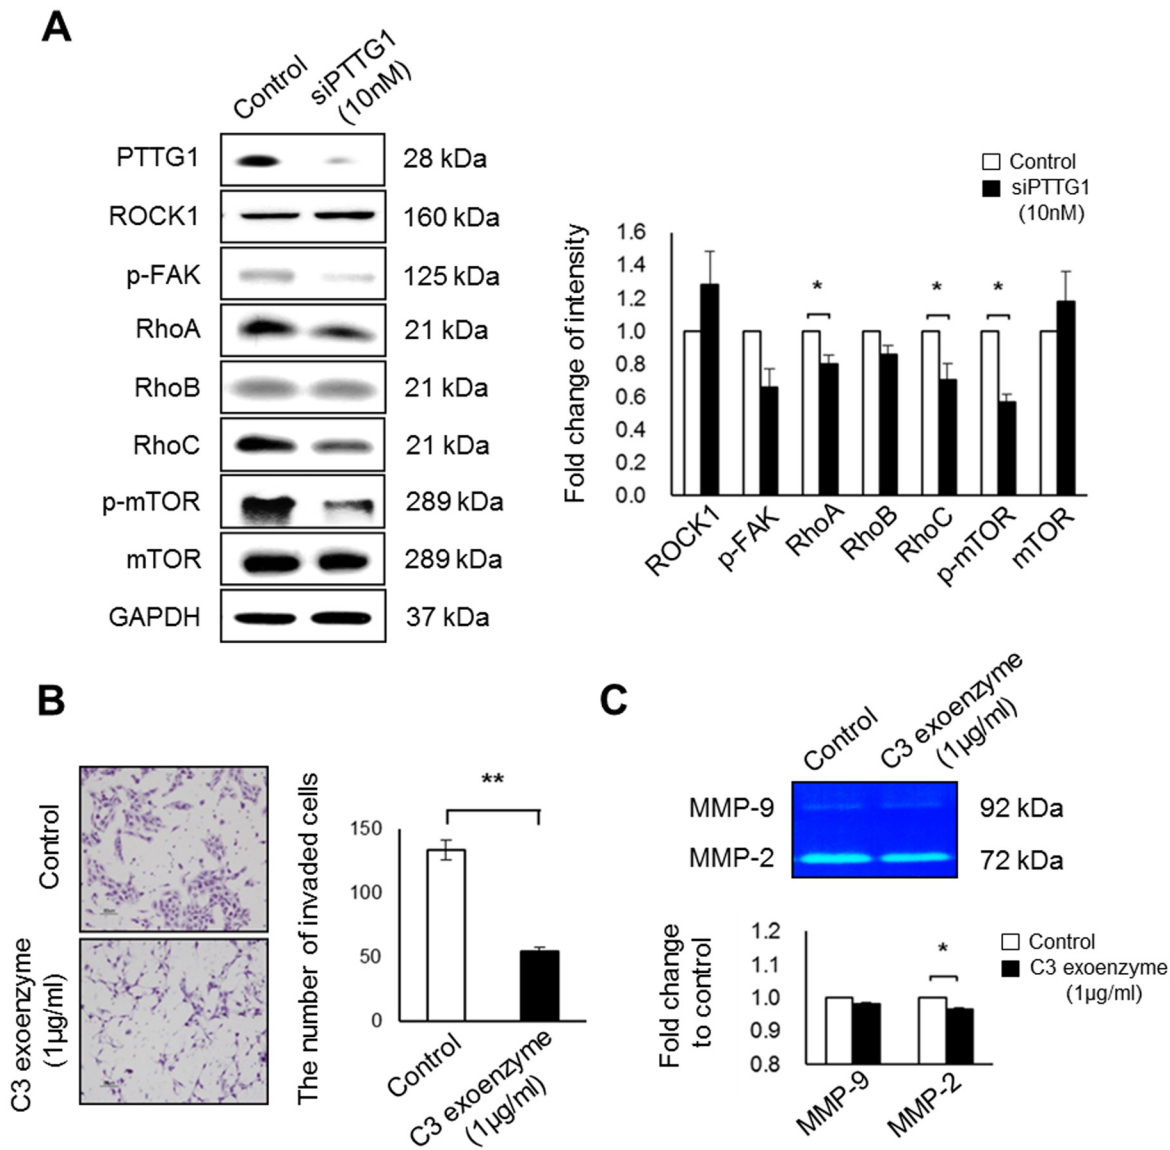 A
Control
siPTTG1
(10nM)
PTTG1
28 kDa
ROCK1
160 kDa
p-FAK
125 kDa
RhoA
21 kDa
RhoB
21 kDa
RhoC
21 kDa
p-mTOR
289 kDa
mTOR
289 kDa
GAPDH
37 kDa
Control
siPTTG1
(10nM)
Fold change of intensity
1.6
1.4
1.2
1.0
0.8
0.6
0.4
0.2
0.0
*
*
*
ROCK1
p-FAK
RhoA
RhoB
RhoC
p-mTOR
mTOR
B
Control
C3 exoenzyme
(1µg/ml)
The number of invaded cells
150
100
50
0
**
Control
C3 exoenzyme
(1µg/ml)
C
Control
C3 exoenzyme
(1µg/ml)
MMP-9
92 kDa
MMP-2
72 kDa
Fold change
to control
1.2
1.1
1.0
0.9
0.8
*
Control
C3 exoenzyme
(1µg/ml)
MMP-9
MMP-2